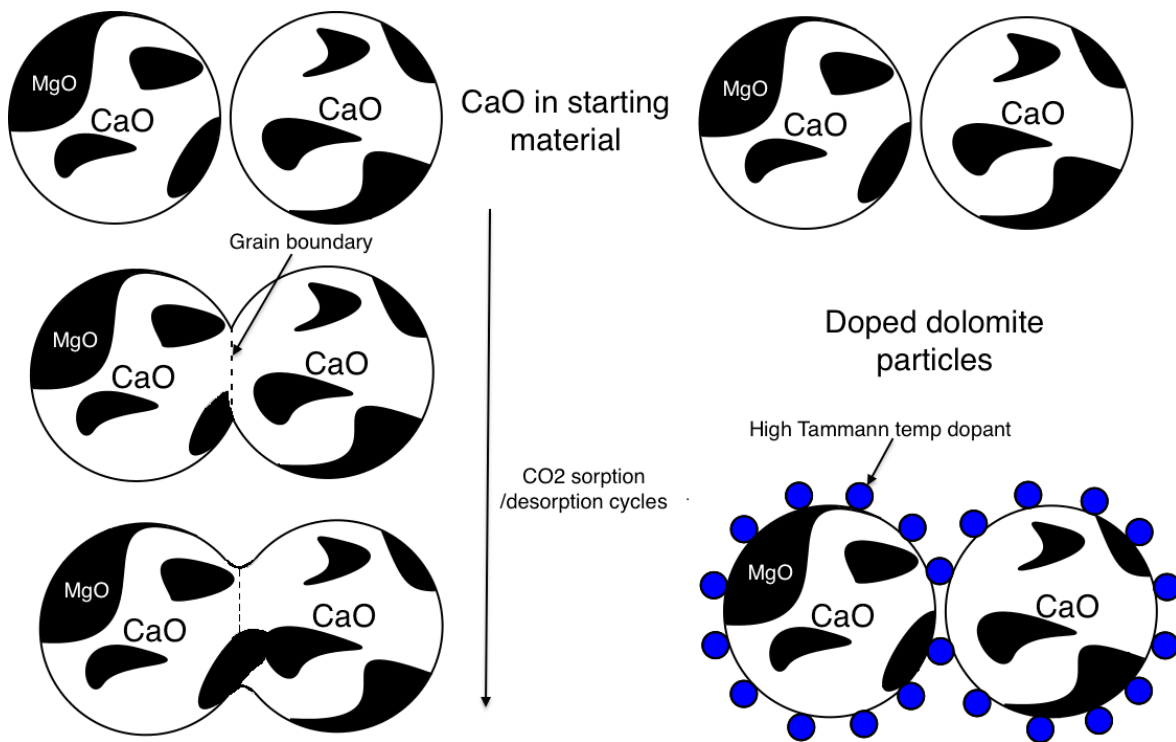 MgO
CaO
CaO
CaO in starting
material
MgO
CaO
CaO
Grain boundary
MgO
CaO
CaO
Doped dolomite
particles
High Tammann temp dopant
CO2 sorption
/desorption cycles
MgO
CaO
CaO
MgO
CaO
CaO